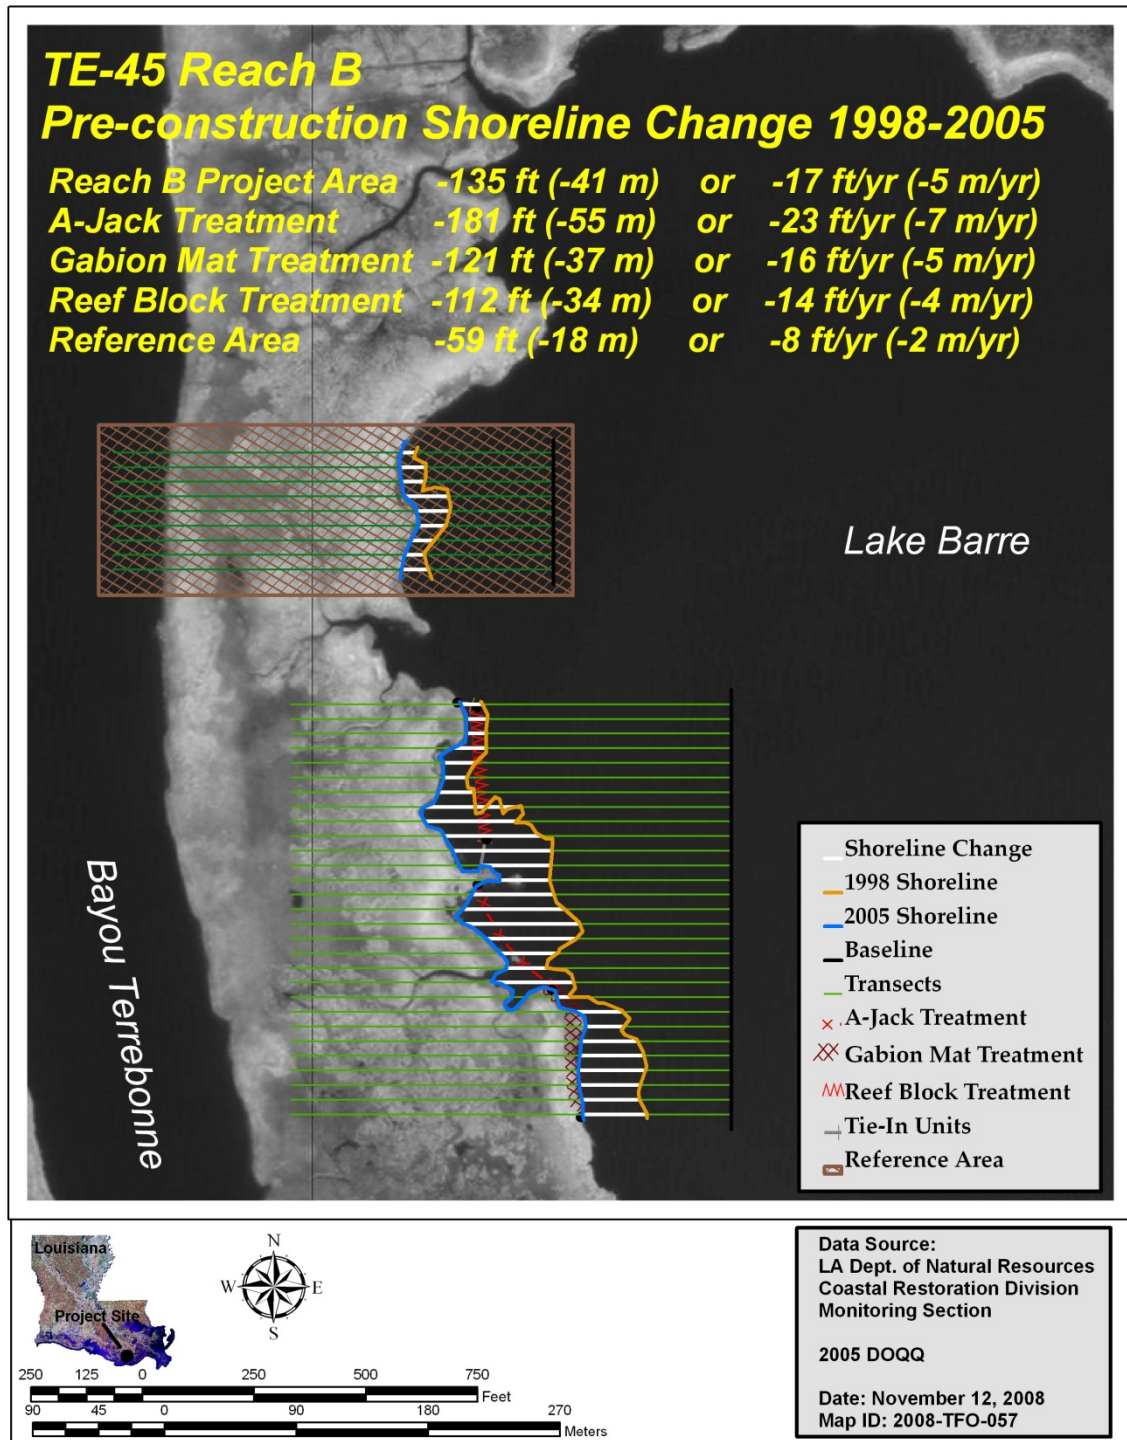 TE-45 Reach B
Pre-construction Shoreline Change 1998-2005
Reach B Project Area -135 ft (-41 m) or -17 ft/yr (-5 m/yr)
A-Jack Treatment -181 ft (-55 m) or -23 ft/yr (-7 m/yr)
Gabion Mat Treatment -121 ft (-37 m) or -16 ft/yr (-5 m/yr)
Reef Block Treatment -112 ft (-34 m) or -14 ft/yr (-4 m/yr)
Reference Area -59 ft (-18 m) or -8 ft/yr (-2 m/yr)
Lake Barre
Bayou Terrebonne
Shoreline Change
1998 Shoreline
2005 Shoreline
Baseline
Transects
A-Jack Treatment
Gabion Mat Treatment
Reef Block Treatment
Tie-In Units
Reference Area
Louisiana
Project Site
N
W E
S
250 125 0 250 500 750
Feet
90 45 0 90 180 270
Meters
Data Source:
LA Dept. of Natural Resources
Coastal Restoration Division
Monitoring Section
2005 DOQQ
Date: November 12, 2008
Map ID: 2008-TFO-057